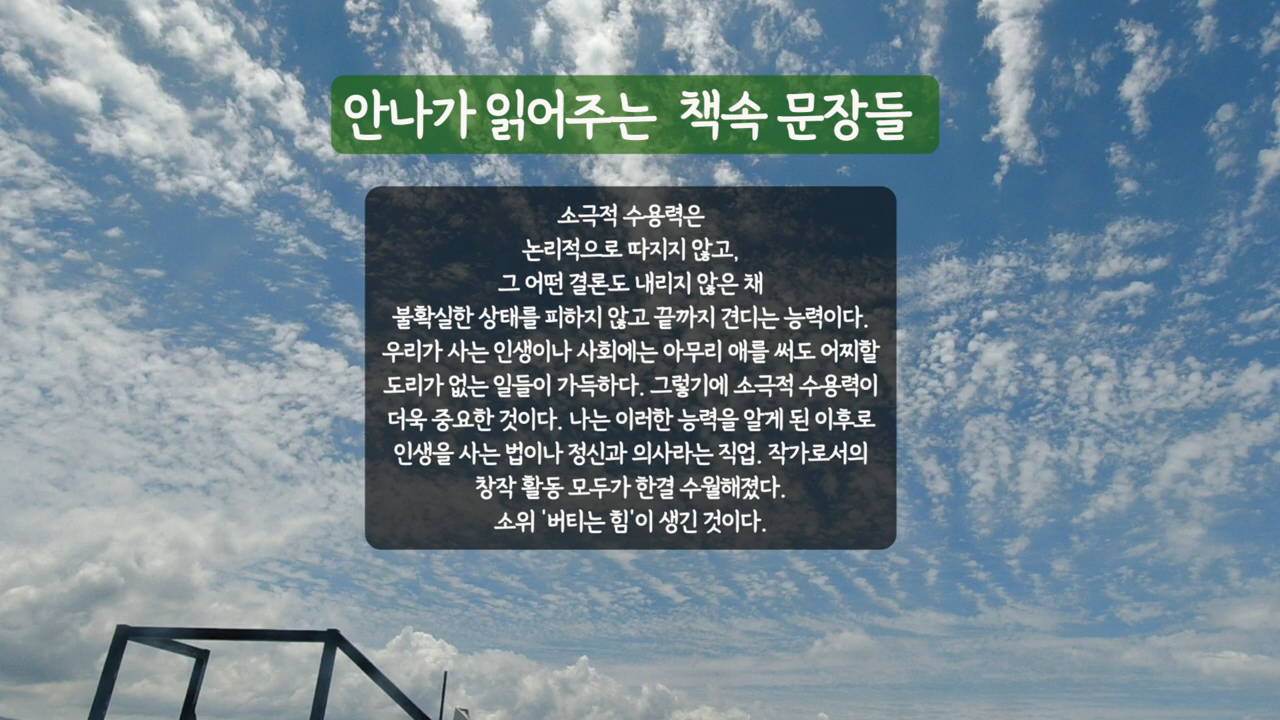 안나가 읽어주는 책속 문장들
소극적 수용력은
논리적으로 따지지 않고,
그 어떤 결론도 내리지 않은 채
불확실한 상태를 피하지 않고 끝까지 견디는 능력이다.
우리가 사는 인생이나 사회에는 아무리 애를 써도 어찌할
도리가 없는 일들이 가득하다. 그렇기에 소극적 수용력이
더욱 중요한 것이다. 나는 이러한 능력을 알게 된 이후로
인생을 사는 법이나 정신과 의사라는 직업. 작가로서의
창작 활동 모두가 한결 수월해졌다.
소위 '버티는 힘'이 생긴 것이다.